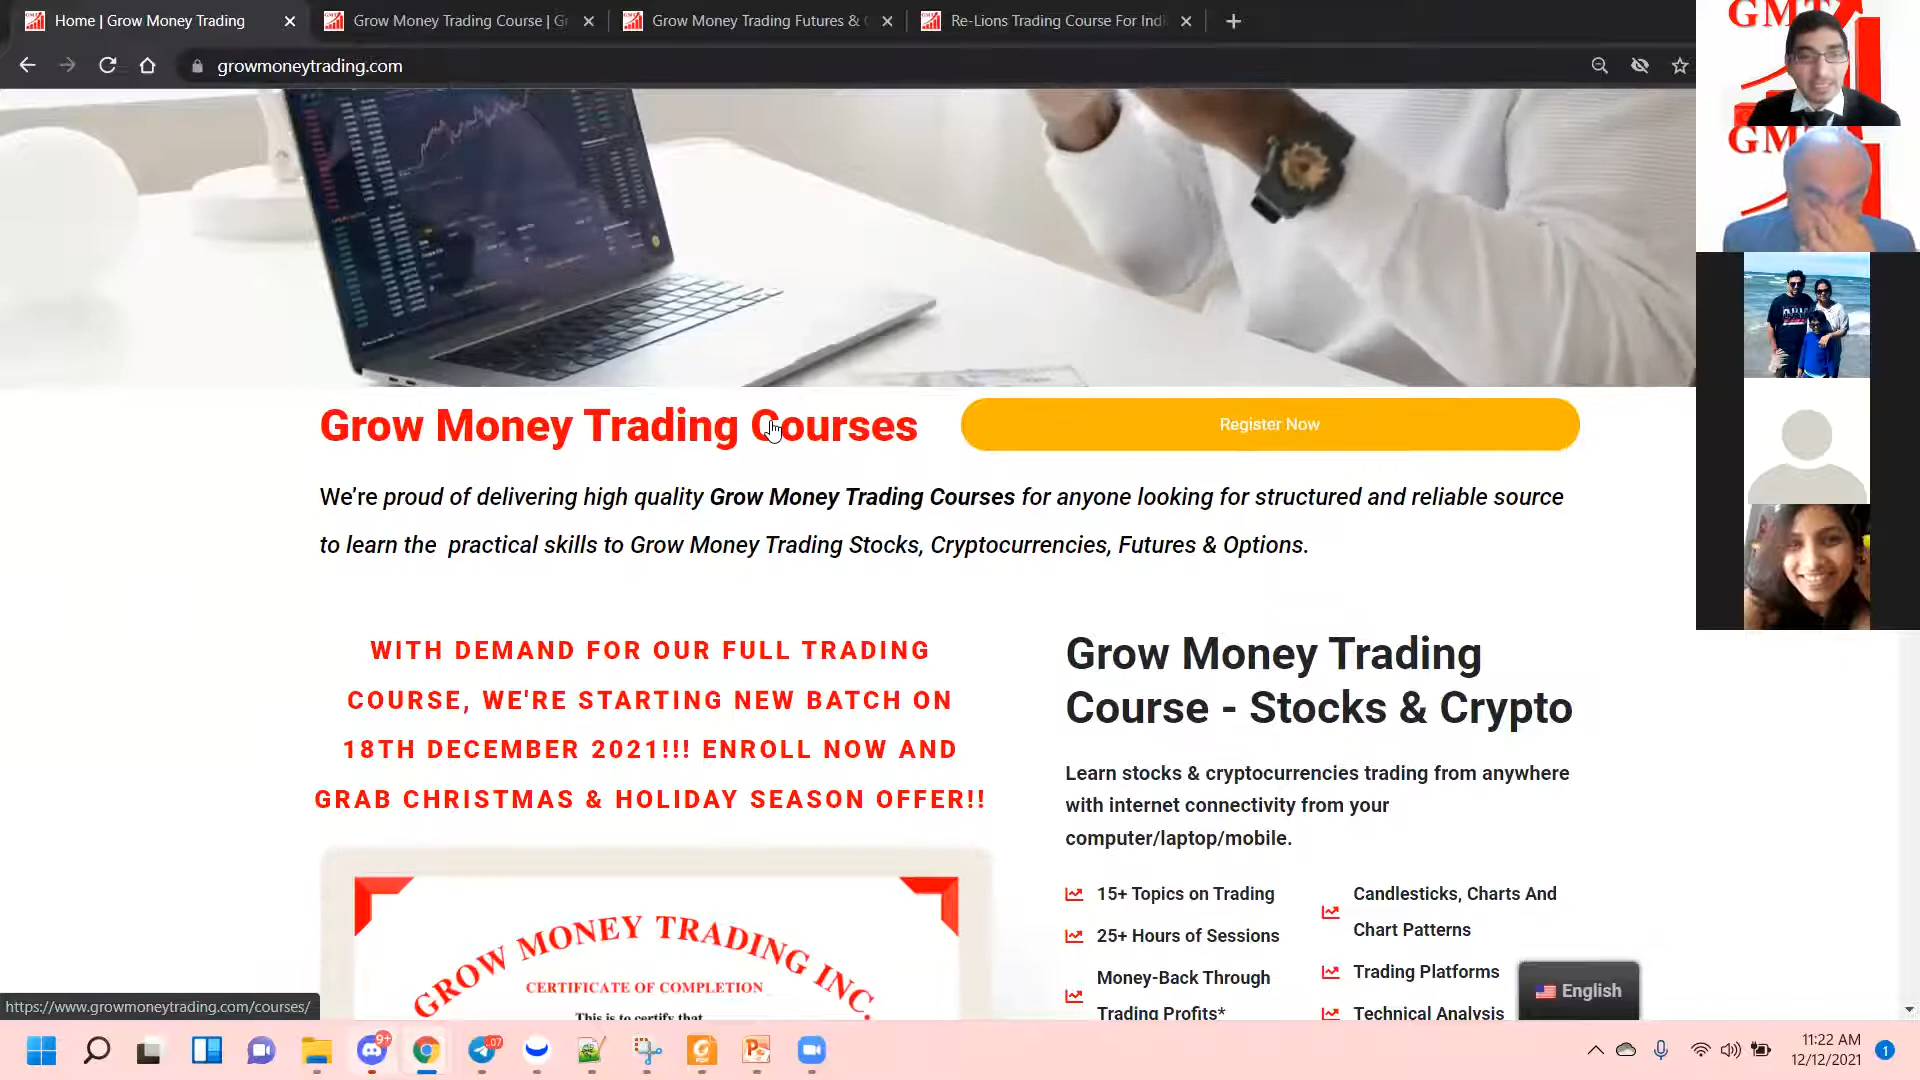 Home | Grow Money Trading
Grow Money Trading Course | G
Grow Money Trading Futures &
Re-Lions Trading Course For Ind
growmoneytrading.com
GMT
GMT
Grow Money Trading Courses
Register Now
We're proud of delivering high quality Grow Money Trading Courses for anyone looking for structured and reliable source
to learn the practical skills to Grow Money Trading Stocks, Cryptocurrencies, Futures & Options.
WITH DEMAND FOR OUR FULL TRADING
COURSE, WE'RE STARTING NEW BATCH ON
18TH DECEMBER 2021!!! ENROLL NOW AND
GRAB CHRISTMAS & HOLIDAY SEASON OFFER!!
GROW MONEY TRADING INC.
CERTIFICATE OF COMPLETION
This is to certify that
Grow Money Trading
Course - Stocks & Crypto
Learn stocks & cryptocurrencies trading from anywhere
with internet connectivity from your
computer/laptop/mobile.
15+ Topics on Trading
25+ Hours of Sessions
Money-Back Through
Trading Profits*
Candlesticks, Charts And
Chart Patterns
Trading Platforms
Technical Analysis
English
https://www.growmoneytrading.com/courses/
9+
07
11:22 AM
12/12/2021
1